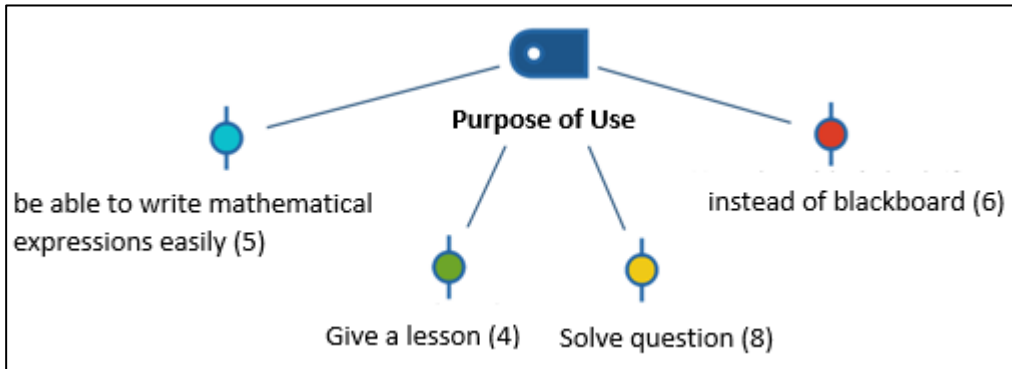 Purpose of Use
be able to write mathematical
expressions easily (5)
instead of blackboard (6)
Give a lesson (4)
Solve question (8)